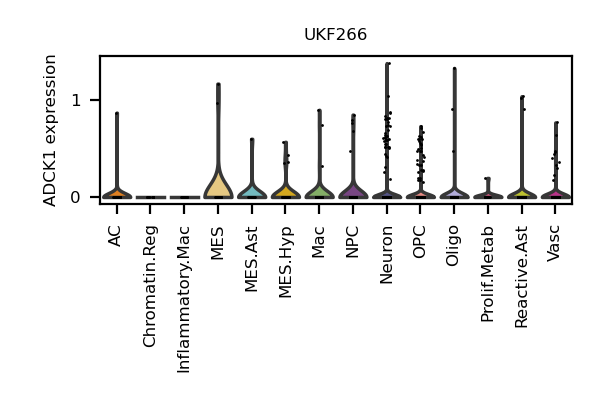 UKF266
ADCK1 expression
1
0
AC
Chromatin.Reg
Inflammatory.Mac
MES
MES.Ast
MES.Hyp
Mac
NPC
Neuron
OPC
Oligo
Prolif.Metab
Reactive.Ast
Vasc